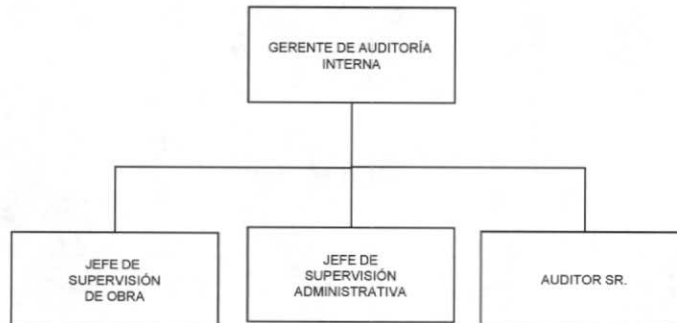 GERENTE DE AUDITORÍA
INTERNA
JEFE DE
SUPERVISIÓN
DE OBRA
JEFE DE
SUPERVISIÓN
ADMINISTRATIVA
AUDITOR SR.